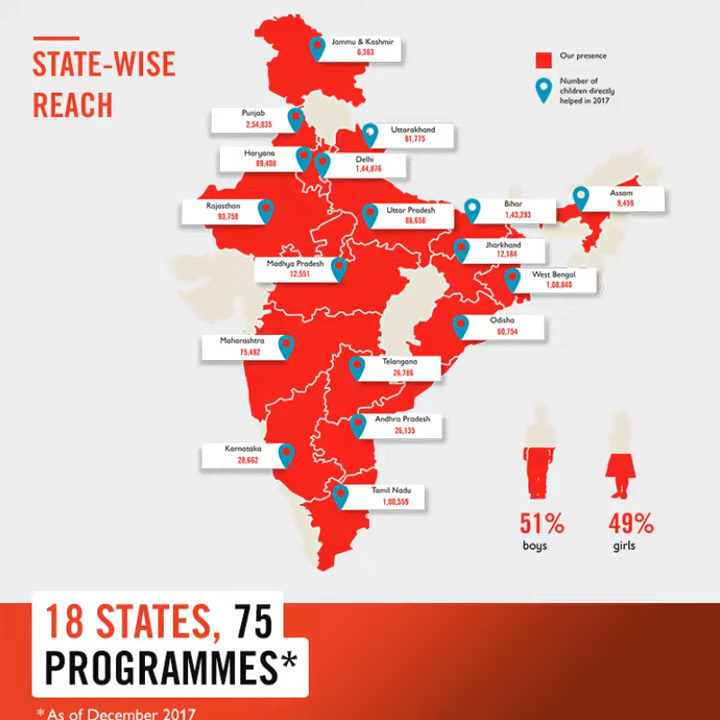 STATE-WISE
REACH
Our presence
Number of
children directly
helped in 2017
Jammu & Kashmir
6,363
Punjab
2,54,835
Uttarakhand
81,775
Haryana
89,400
Delhi
1,44,876
Rajasthan
93,750
Uttar Pradesh
86,656
Bihar
1,43,293
Assam
9,459
Jharkhand
12,184
Madhya Pradesh
12,551
West Bengal
1,08,840
Odisha
60,754
Maharashtra
75,492
Telangana
26,786
Andhra Pradesh
26,135
Karnataka
28,662
Tamil Nadu
1,00,559
51%
boys
49%
girls
18 STATES, 75
PROGRAMMES*
*As of December 2017